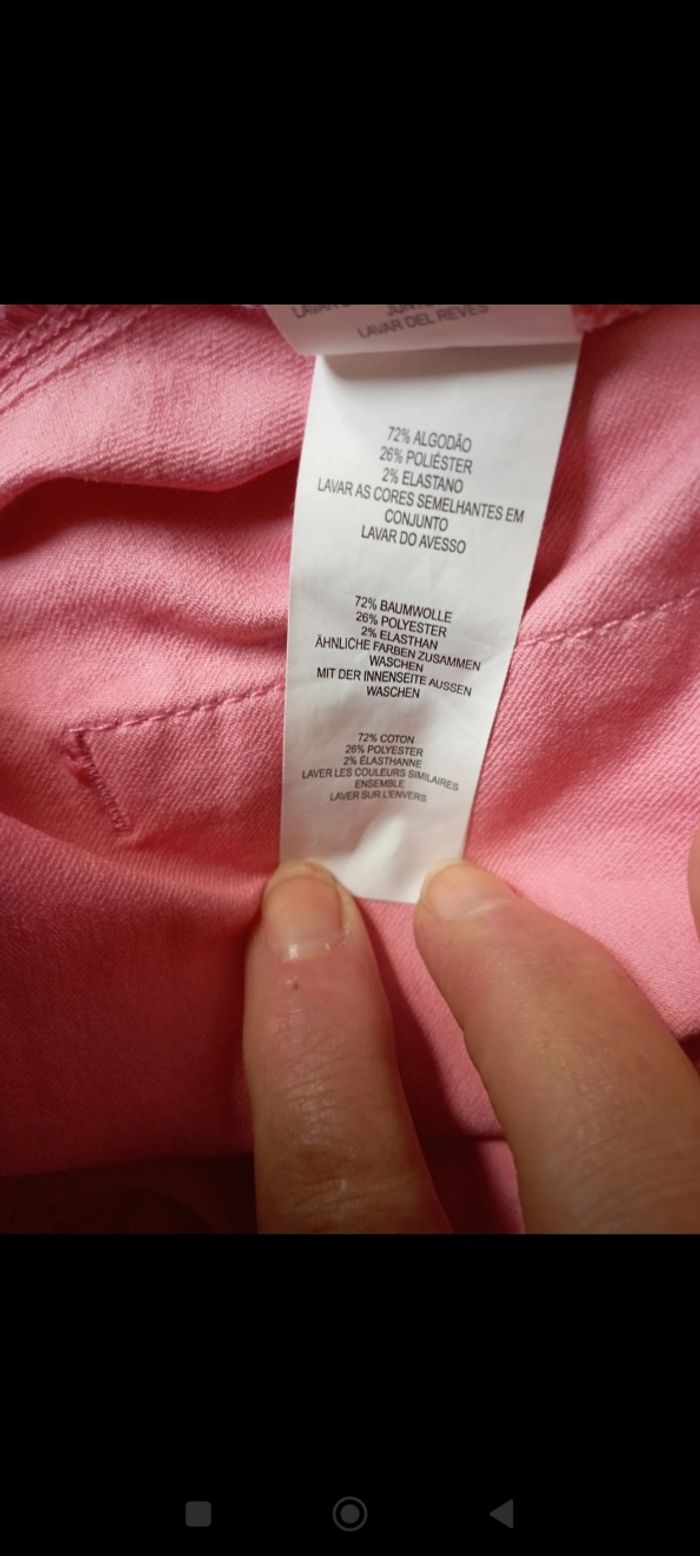 LAVAR DEL REVES
72% ALGODÃO
26% POLIÉSTER
2% ELASTANO
LAVAR AS CORES SEMELHANTES EM
CONJUNTO
LAVAR DO AVESSO
72% BAUMWOLLE
26% POLYESTER
2% ELASTHAN
ÄHNLICHE FARBEN ZUSAMMEN
WASCHEN
MIT DER INNENSEITE AUSSEN
WASCHEN
72% COTON
26% POLYESTER
2% ÉLASTHANNE
LAVER LES COULEURS SIMILAIRES
ENSEMBLE
LAVER SUR L'ENVERS